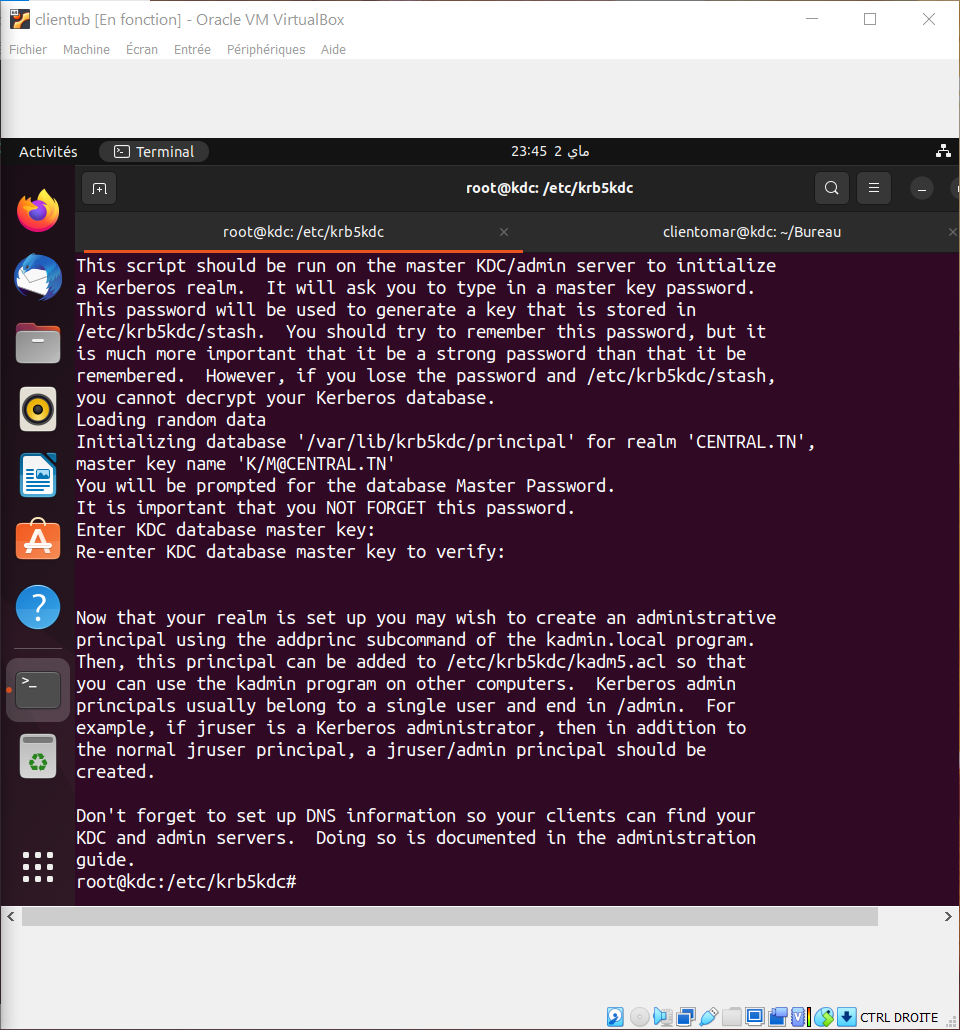 clientub [En fonction] - Oracle VM VirtualBox
Fichier Machine Écran Entrée Périphériques Aide
Activités Terminal 23:45 2 ماي
root@kdc: /etc/krb5kdc
root@kdc: /etc/krb5kdc × clientomar@kdc: ~/Bureau ×
This script should be run on the master KDC/admin server to initialize
a Kerberos realm.  It will ask you to type in a master key password.
This password will be used to generate a key that is stored in
/etc/krb5kdc/stash.  You should try to remember this password, but it
is much more important that it be a strong password than that it be
remembered.  However, if you lose the password and /etc/krb5kdc/stash,
you cannot decrypt your Kerberos database.
Loading random data
Initializing database '/var/lib/krb5kdc/principal' for realm 'CENTRAL.TN',
master key name 'K/M@CENTRAL.TN'
You will be prompted for the database Master Password.
It is important that you NOT FORGET this password.
Enter KDC database master key:
Re-enter KDC database master key to verify:
Now that your realm is set up you may wish to create an administrative
principal using the addprinc subcommand of the kadmin.local program.
Then, this principal can be added to /etc/krb5kdc/kadm5.acl so that
you can use the kadmin program on other computers.  Kerberos admin
principals usually belong to a single user and end in /admin.  For
example, if jruser is a Kerberos administrator, then in addition to
the normal jruser principal, a jruser/admin principal should be
created.
Don't forget to set up DNS information so your clients can find your
KDC and admin servers.  Doing so is documented in the administration
guide.
root@kdc:/etc/krb5kdc#
CTRL DROITE